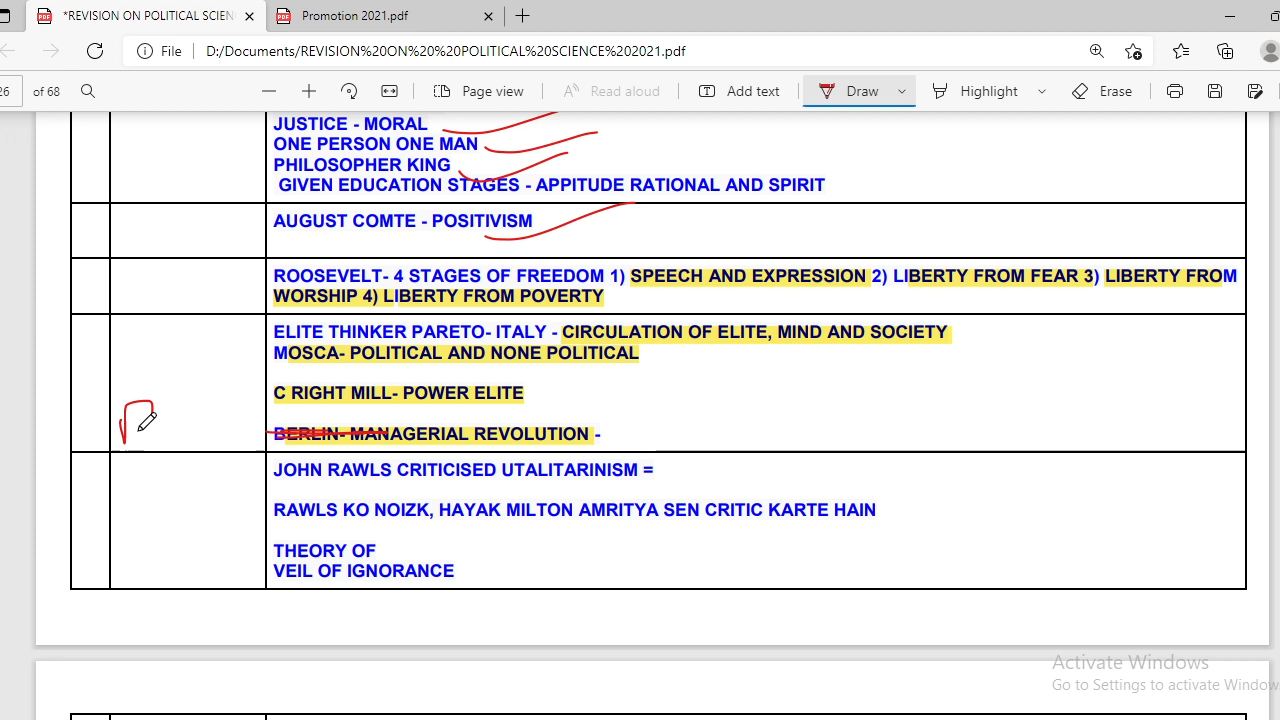 *REVISION ON POLITICAL SCIEN
Promotion 2021.pdf
File
D:/Documents/REVISION%20ON%20%20POLITICAL%20SCIENCE%202021.pdf
26
of 68
Page view
Read aloud
Add text
Draw
Highlight
Erase
JUSTICE - MORAL
ONE PERSON ONE MAN
PHILOSOPHER KING
GIVEN EDUCATION STAGES - APPITUDE RATIONAL AND SPIRIT
AUGUST COMTE - POSITIVISM
ROOSEVELT- 4 STAGES OF FREEDOM 1) SPEECH AND EXPRESSION 2) LIBERTY FROM FEAR 3) LIBERTY FROM
WORSHIP 4) LIBERTY FROM POVERTY
ELITE THINKER PARETO- ITALY - CIRCULATION OF ELITE, MIND AND SOCIETY
MOSCA- POLITICAL AND NONE POLITICAL
C RIGHT MILL- POWER ELITE
BERLIN- MANAGERIAL REVOLUTION -
JOHN RAWLS CRITICISED UTALITARINISM =
RAWLS KO NOIZK, HAYAK MILTON AMRITYA SEN CRITIC KARTE HAIN
THEORY OF
VEIL OF IGNORANCE
Activate Windows
Go to Settings to activate Window